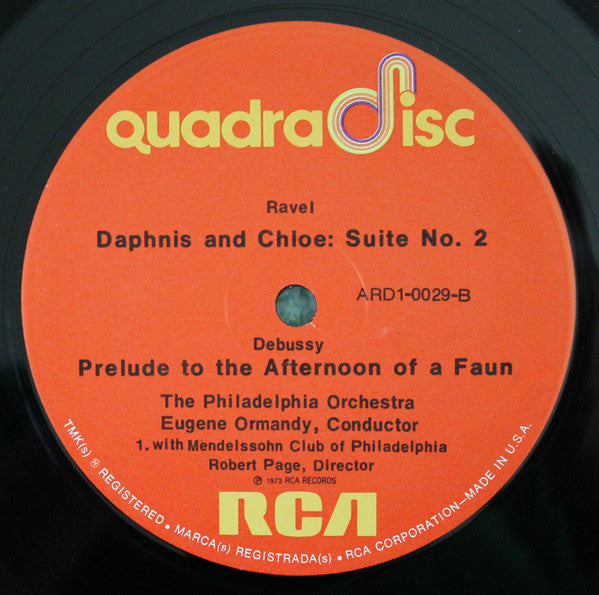 quadradisc
Ravel
Daphnis and Chloe: Suite No. 2
ARD1-0029-B
Debussy
Prelude to the Afternoon of a Faun
The Philadelphia Orchestra
Eugene Ormandy, Conductor
1. with Mendelssohn Club of Philadelphia
Robert Page, Director
℗ 1973 RCA RECORDS
RCA
TMK(s) ® REGISTERED • MARCA(s) REGISTRADA(s) • RCA CORPORATION—MADE IN U.S.A.